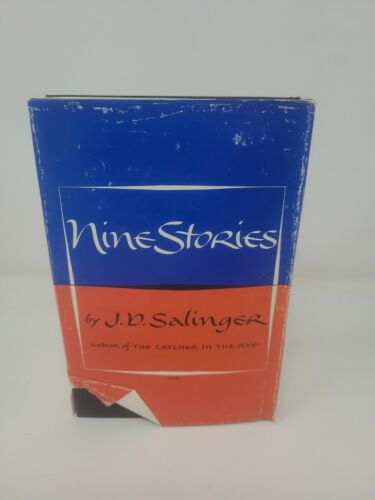 Nine Stories
by J. D. Salinger
author of THE CATCHER IN THE RYE